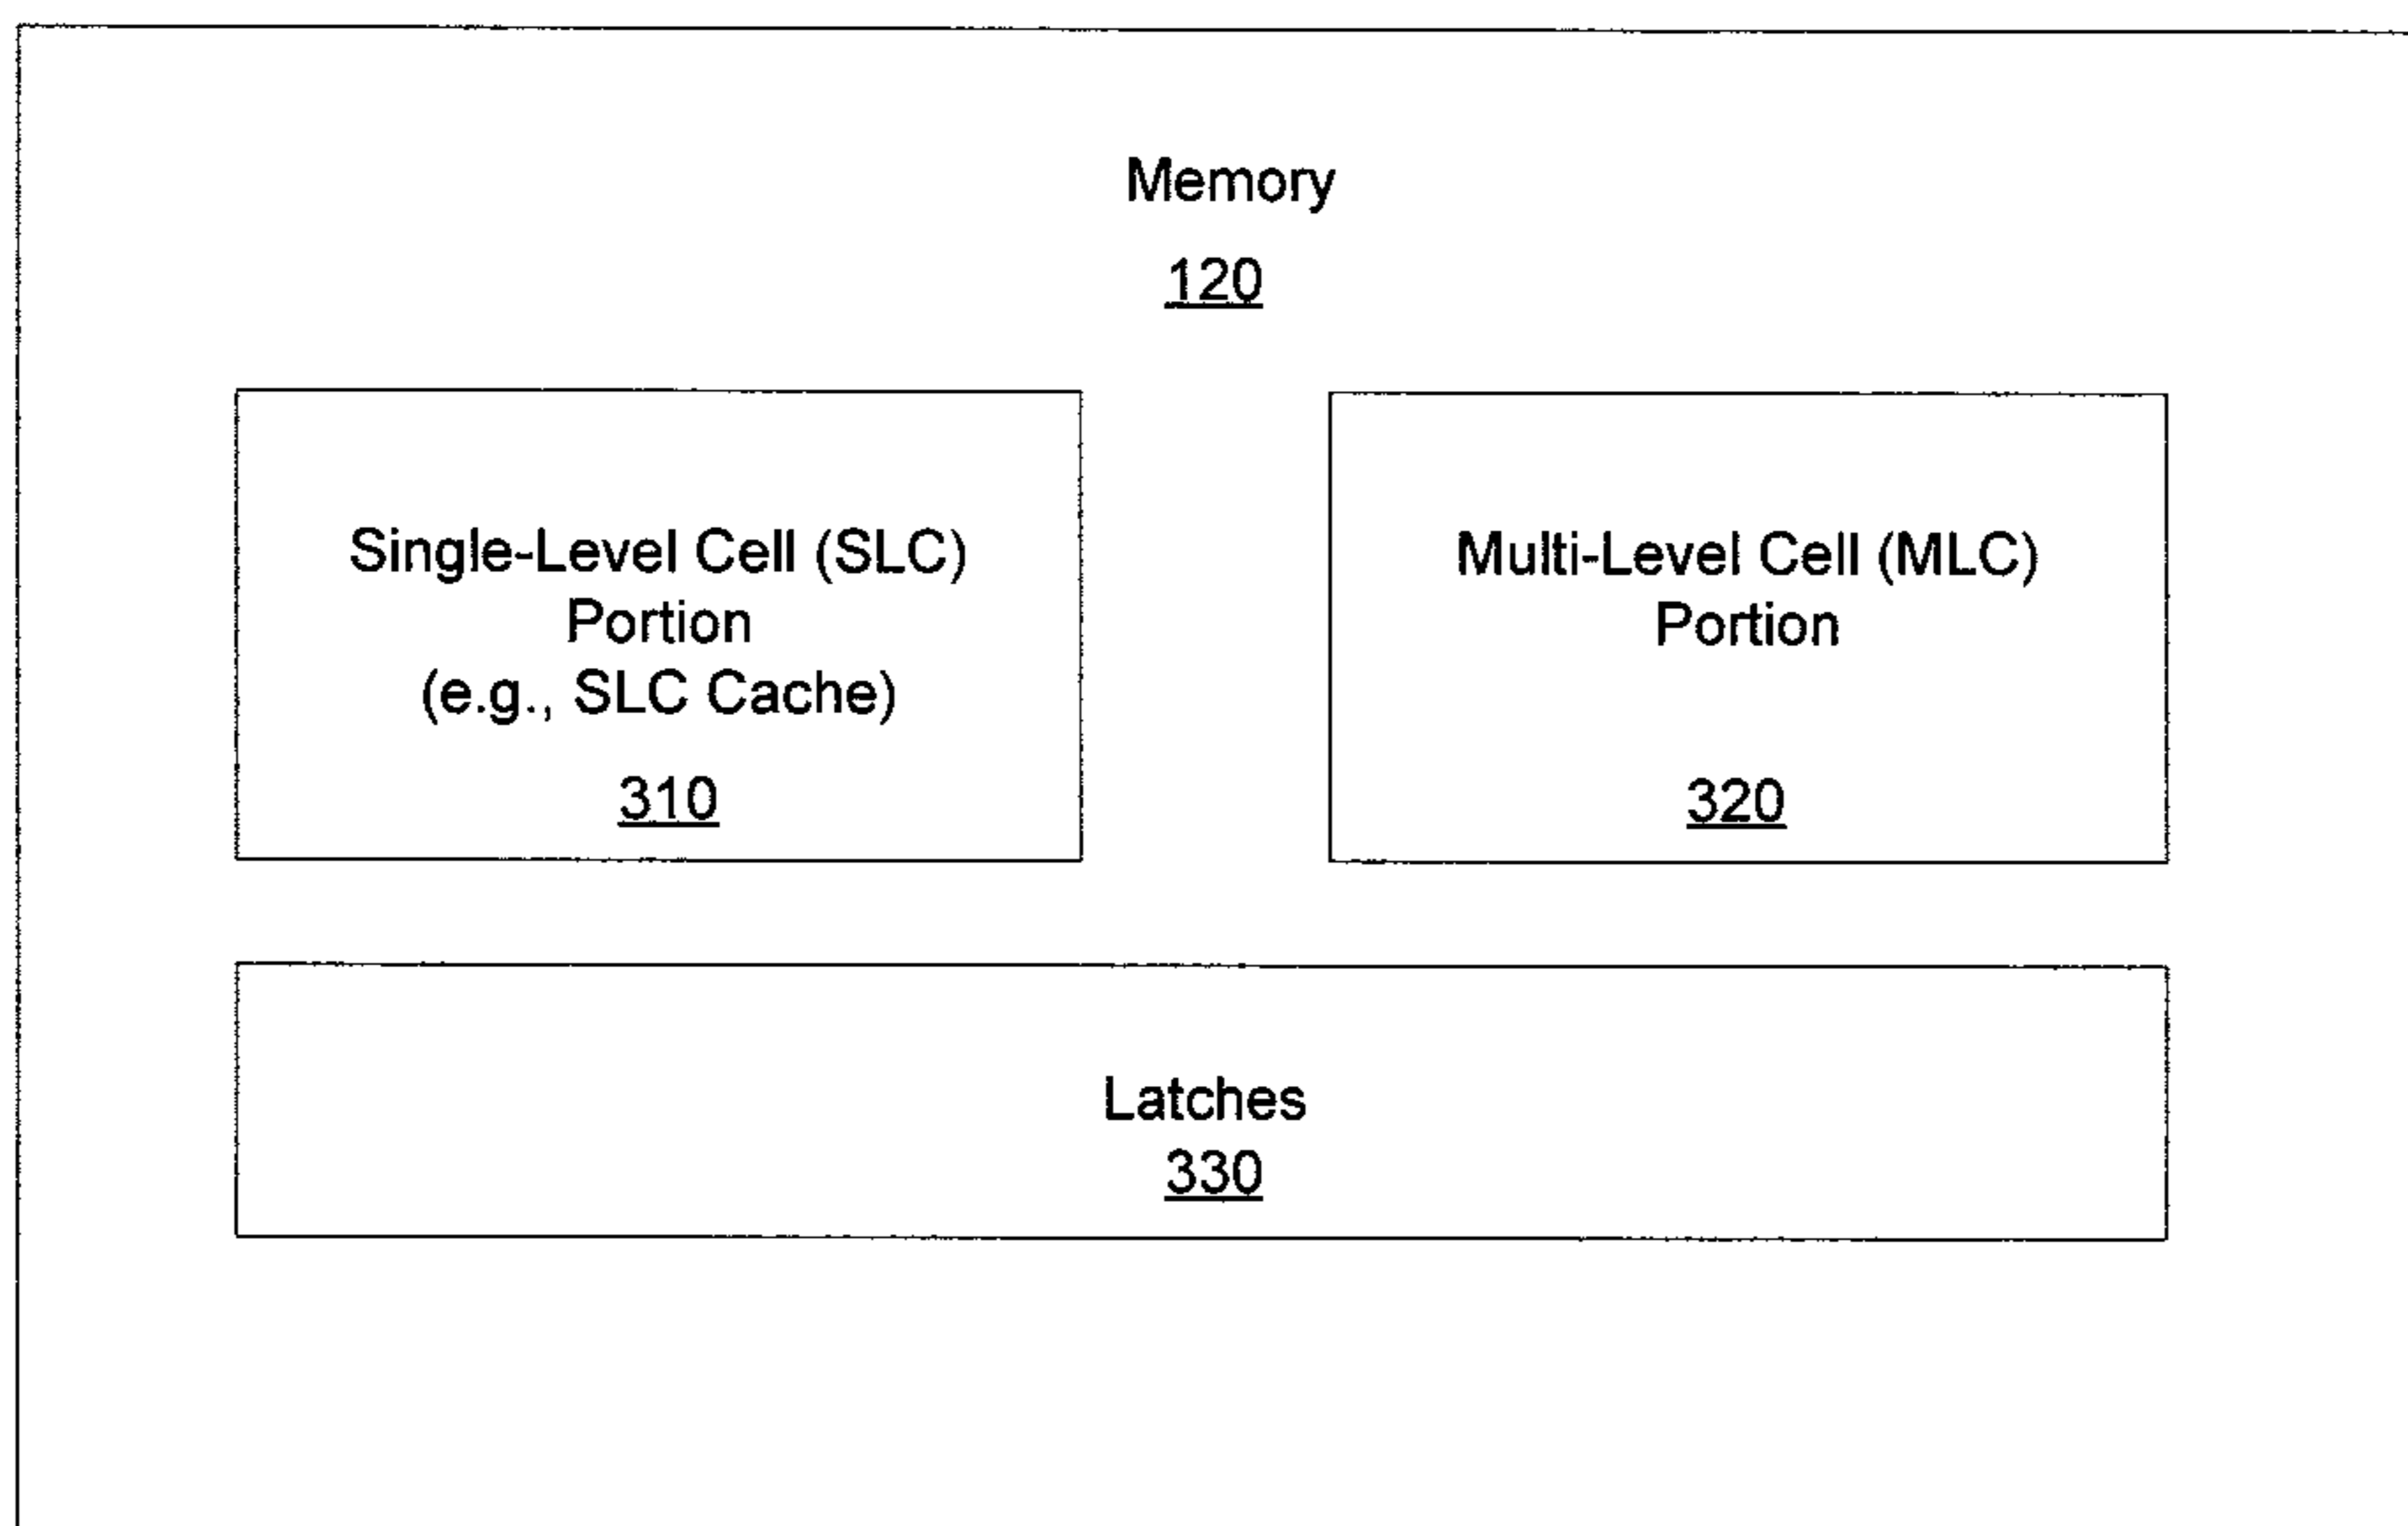 Memory
120
Single-Level Cell (SLC)
Portion
(e.g., SLC Cache)
310
Multi-Level Cell (MLC)
Portion
320
Latches
330